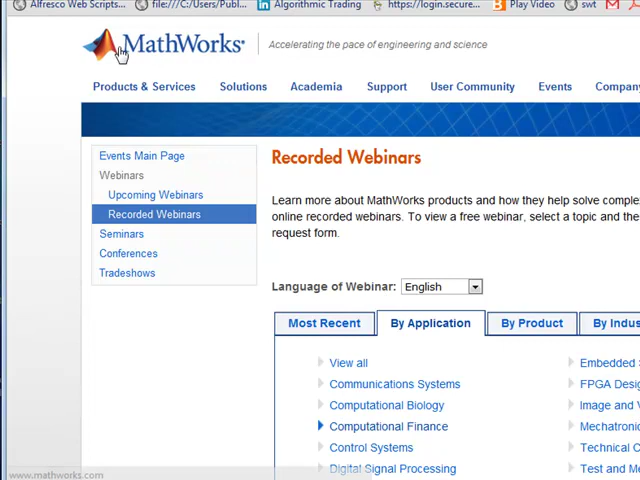 Alfresco Web Scripts... file:///C:/Users/Publ... Algorithmic Trading https://login.secure... Play Video swt
MathWorks
Accelerating the pace of engineering and science
Products & Services Solutions Academia Support User Community Events Company
Events Main Page
Webinars
Upcoming Webinars
Recorded Webinars
Seminars
Conferences
Tradeshows
Recorded Webinars
Learn more about MathWorks products and how they help solve comple
online recorded webinars. To view a free webinar, select a topic and the
request form.
Language of Webinar: English
Most Recent By Application By Product By Indus
View all
Communications Systems
Computational Biology
Computational Finance
Control Systems
Digital Signal Processing
Embedded
FPGA Desig
Image and V
Mechatroni
Technical C
Test and Me
www.mathworks.com